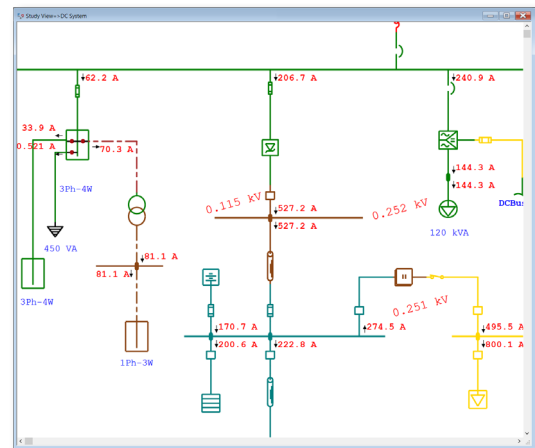 Study View=>DC System
?
62.2 A
206.7 A
240.9 A
33.9 A
0.521 A
70.3 A
144.3 A
144.3 A
3Ph-4W
0.115 kV
527.2 A
527.2 A
0.252 kV
DCBus
450 VA
120 kVA
81.1 A
81.1 A
3Ph-4W
0.251 kV
170.7 A
200.6 A
222.8 A
274.5 A
495.5 A
800.1 A
1Ph-3W